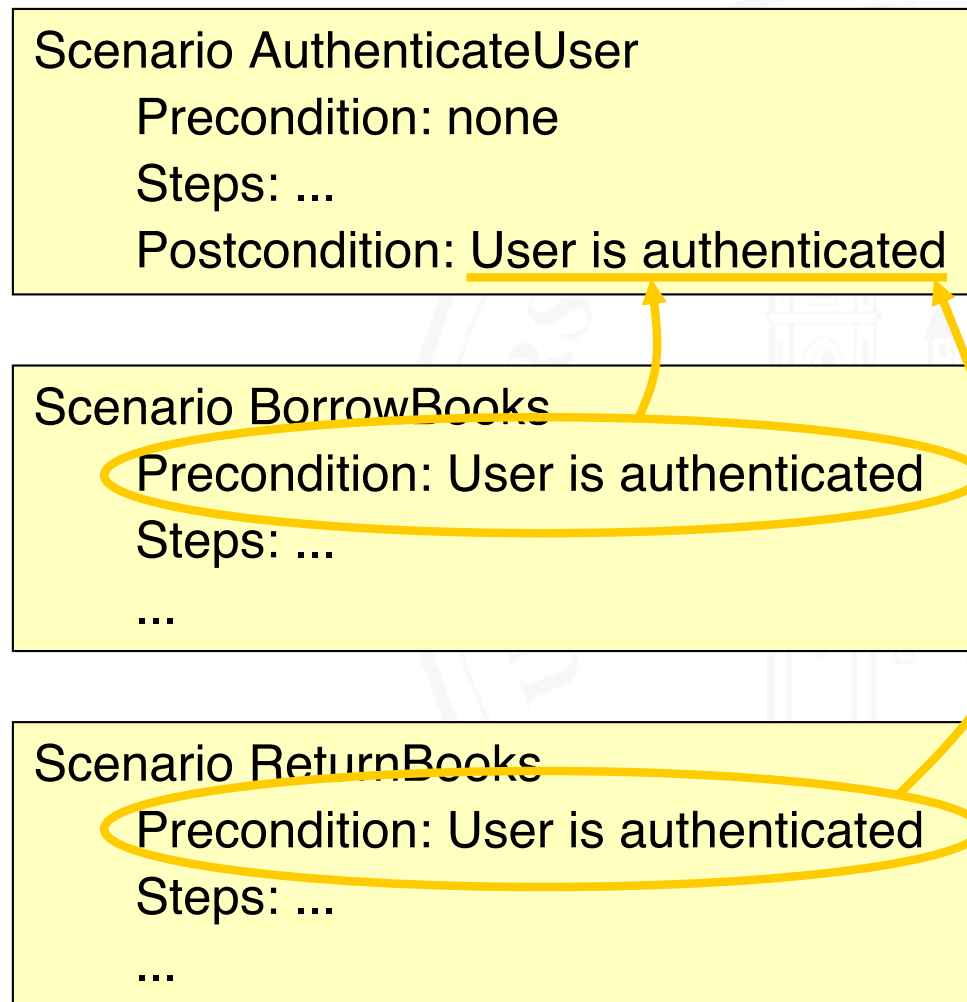 Scenario AuthenticateUser
Precondition: none
Steps: ...
Postcondition: User is authenticated
Scenario BorrowBooks
Precondition: User is authenticated
Steps: ...
...
Scenario ReturnBooks
Precondition: User is authenticated
Steps: ...
...